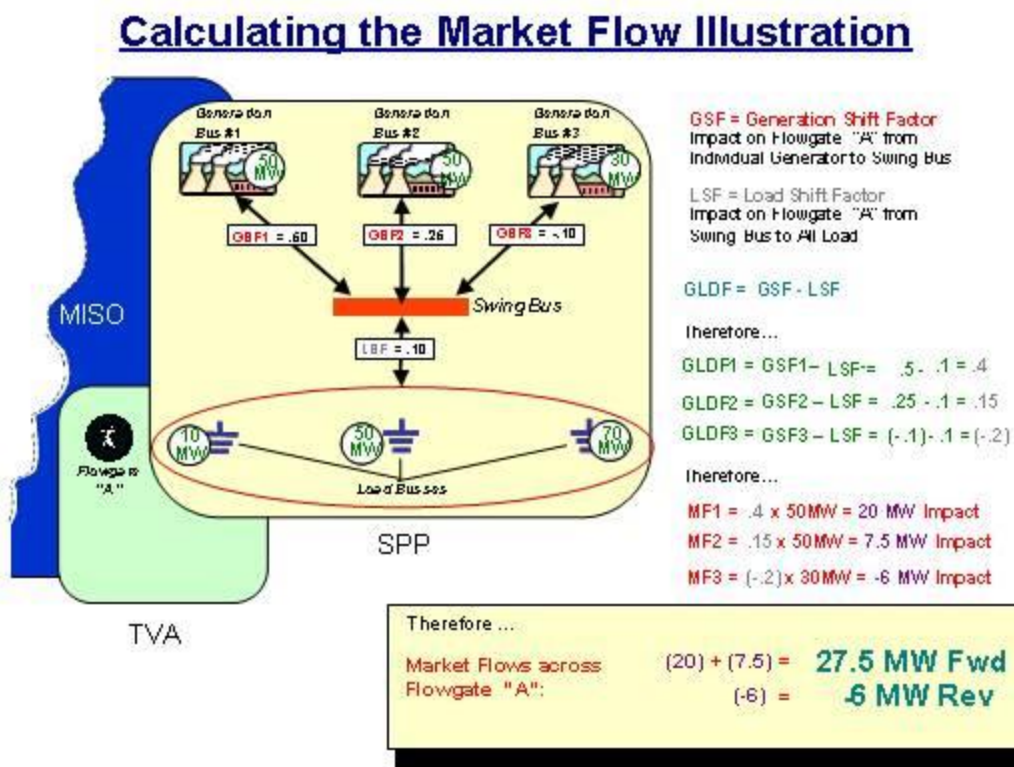 Calculating the Market Flow Illustration
Generation
Bus #1
Generation
Bus #2
Generation
Bus #3
50
MW
50
MW
30
MW
GSF1 = .50
GSF2 = .25
GSF3 = -.10
Swing Bus
LSF = .10
MISO
10
MW
50
MW
70
MW
Load Busses
Flowgate
"A"
SPP
TVA
GSF = Generation Shift Factor
Impact on Flowgate "A" from
Individual Generator to Swing Bus
LSF = Load Shift Factor
Impact on Flowgate "A" from
Swing Bus to All Load
GLDF = GSF - LSF
Therefore...
GLDF1 = GSF1 – LSF = .5 - .1 = .4
GLDF2 = GSF2 – LSF = .25 - .1 = .15
GLDF3 = GSF3 – LSF = (-.1) - .1 = (-.2)
Therefore...
MF1 = .4 x 50MW = 20 MW Impact
MF2 = .15 x 50MW = 7.5 MW Impact
MF3 = (-.2) x 30MW = -6 MW Impact
Therefore ...
Market Flows across (20) + (7.5) = 27.5 MW Fwd
Flowgate "A": (-6) = -6 MW Rev